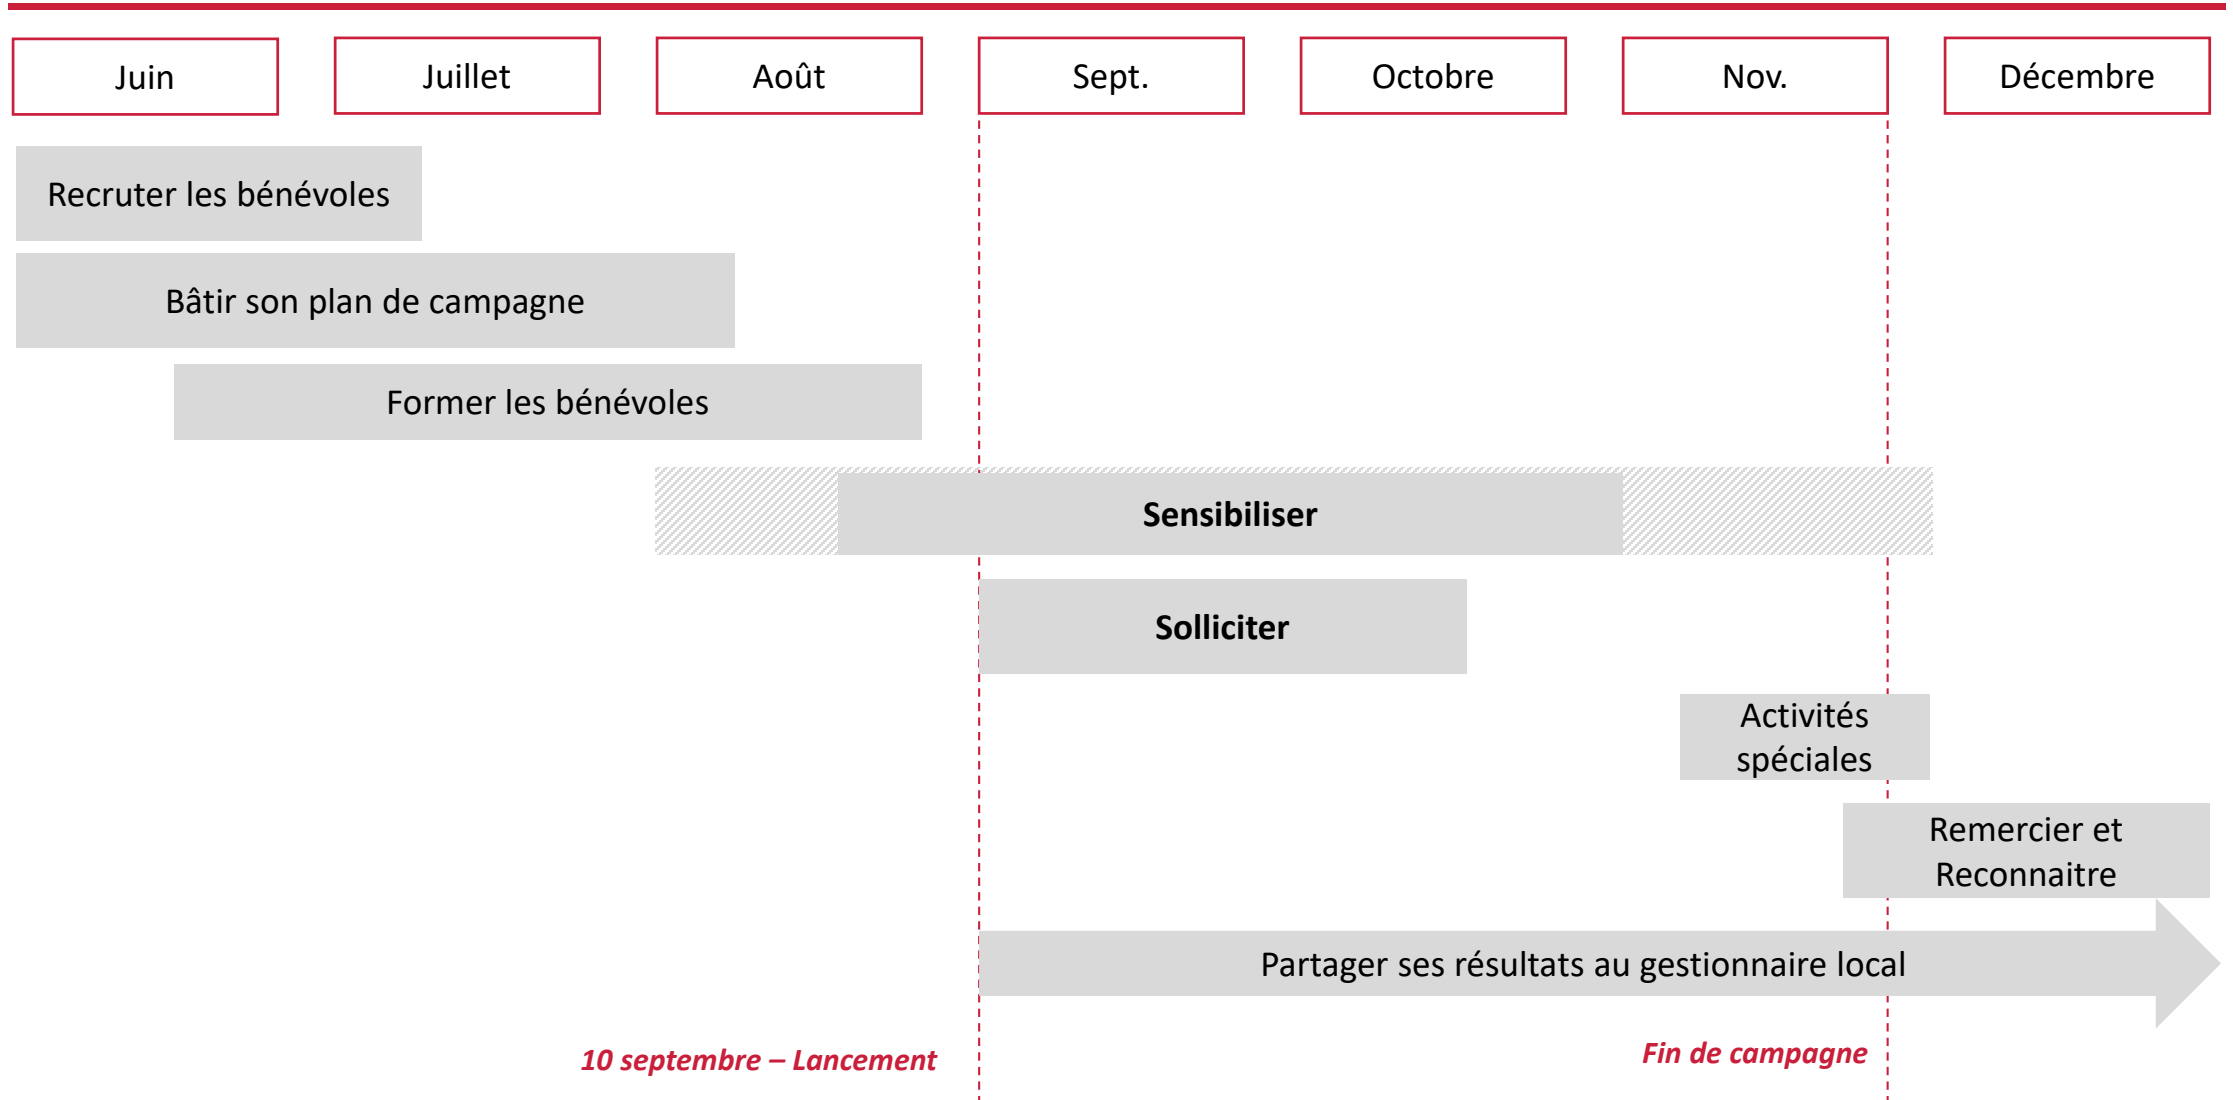 Juin
Juillet
Août
Sept.
Octobre
Nov.
Décembre
Recruter les bénévoles
Bâtir son plan de campagne
Former les bénévoles
Sensibiliser
Solliciter
Activités
spéciales
Remercier et
Reconnaitre
Partager ses résultats au gestionnaire local
10 septembre – Lancement
Fin de campagne